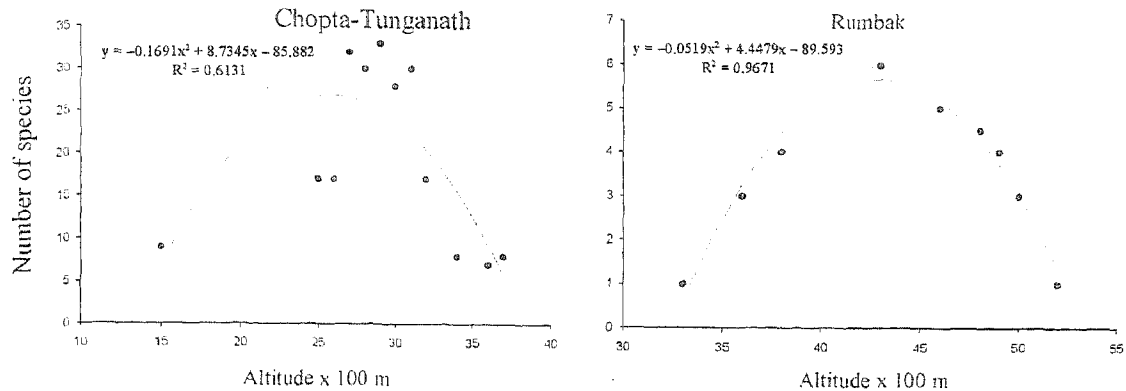 Chopta-Tunganath
y = −0.1691x² + 8.7345x − 85.882
R² = 0.6131
Number of species
35
30
25
20
15
10
5
0
10 15 20 25 30 35 40
Altitude x 100 m
Rumbak
y = −0.0519x² + 4.4479x − 89.593
R² = 0.9671
7
6
5
4
3
2
1
0
30 35 40 45 50 55
Altitude x 100 m